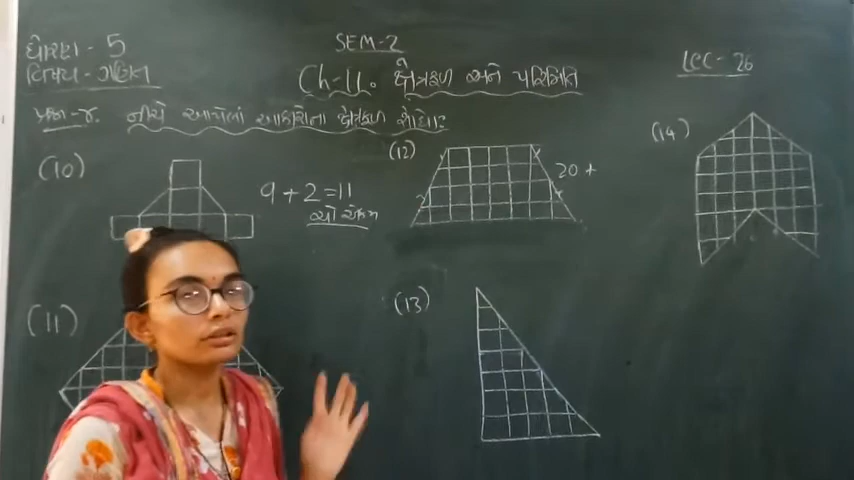 ધોરણ - 5
વિષય - ગણિત
SEM-2
Ch-11. ક્ષેત્રફળ અને પરિમિતિ
LCC- 26
પ્રશ્ન-૪. નીચે આપેલાં આકારોના ક્ષેત્રફળ શોધો.
(10)
9+2=11
ચો એકમ
(12)
20+
(14)
(11)
(13)